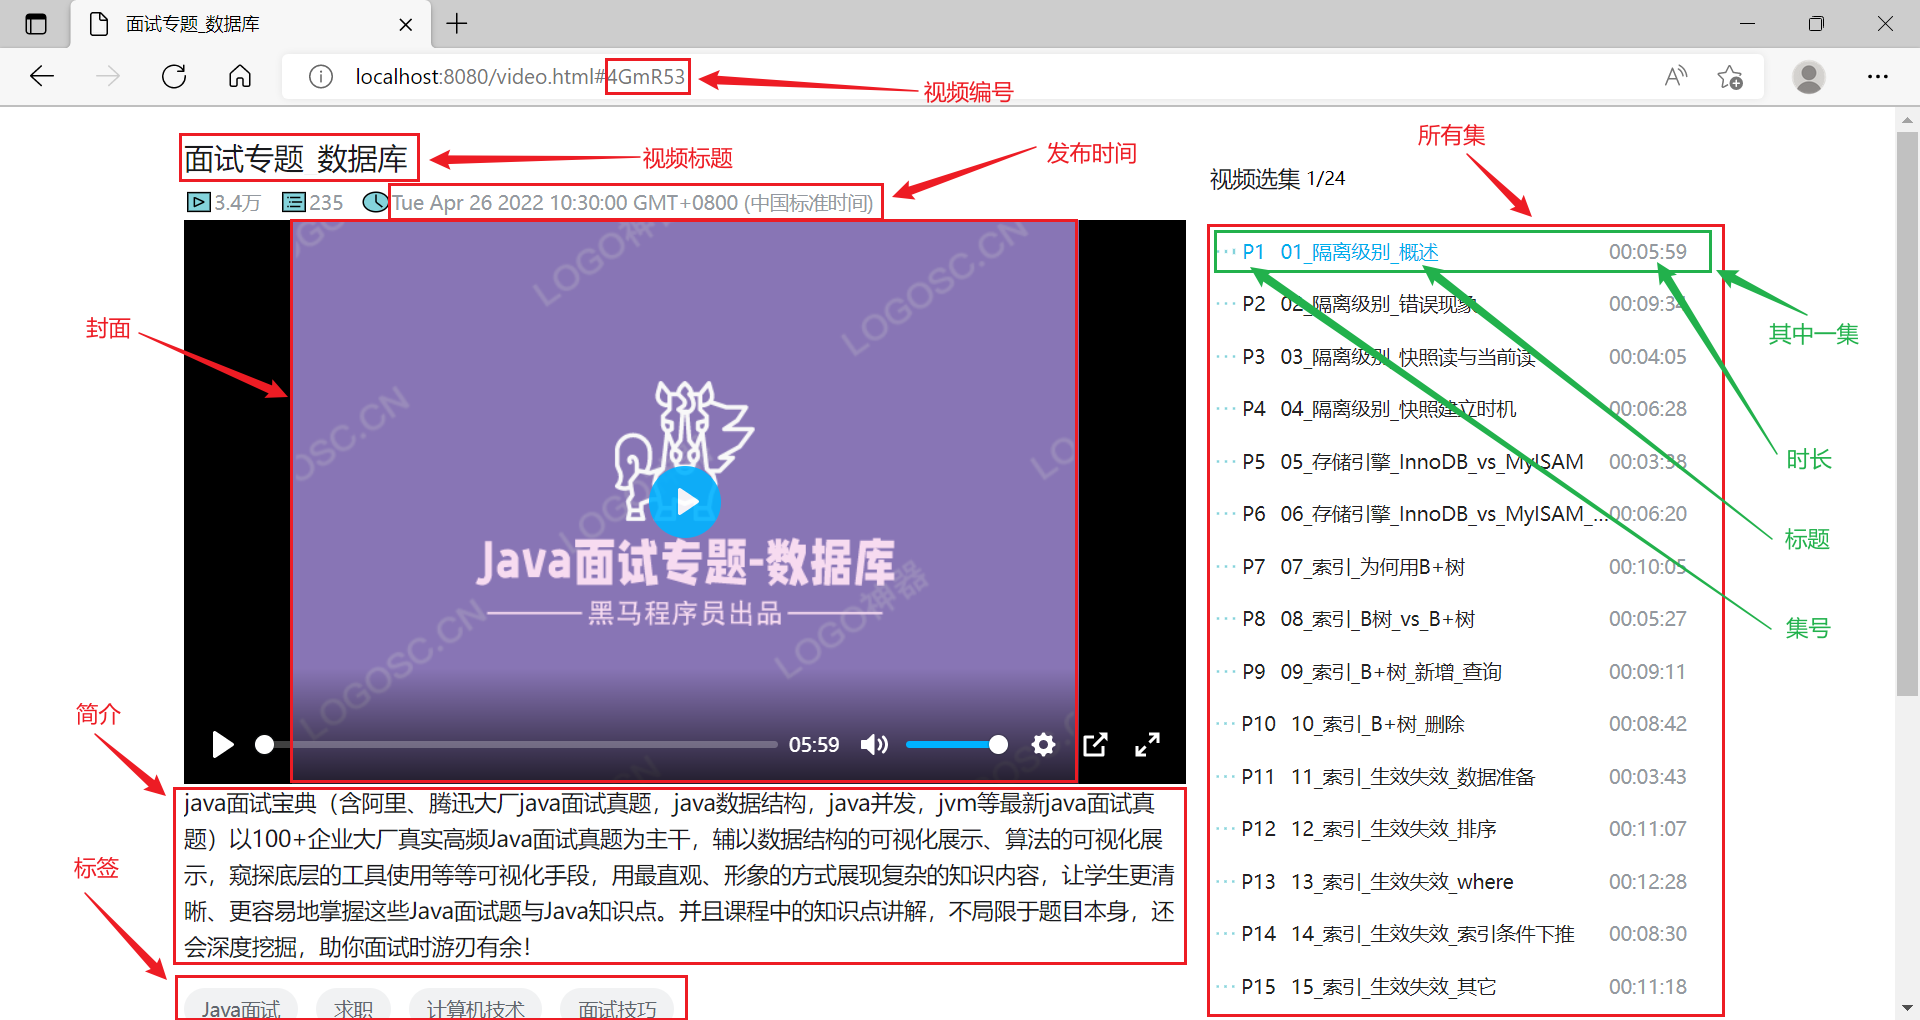 面试专题_数据库
localhost:8080/video.html#4GmR53
视频编号
面试专题_数据库
视频标题
发布时间
3.4万 235 Tue Apr 26 2022 10:30:00 GMT+0800 (中国标准时间)
封面
LOGO神
LOGOSC.CN
LOGOSC.CN
LOGOSC.CN
LOGO神器
Java面试专题-数据库
黑马程序员出品
05:59
简介
java面试宝典（含阿里、腾迅大厂java面试真题，java数据结构，java并发，jvm等最新java面试真
题）以100+企业大厂真实高频Java面试真题为主干，辅以数据结构的可视化展示、算法的可视化展
示，窥探底层的工具使用等等可视化手段，用最直观、形象的方式展现复杂的知识内容，让学生更清
晰、更容易地掌握这些Java面试题与Java知识点。并且课程中的知识点讲解，不局限于题目本身，还
会深度挖掘，助你面试时游刃有余！
标签
Java面试 求职 计算机技术 面试技巧
所有集
视频选集 1/24
P1 01_隔离级别_概述 00:05:59
P2 02_隔离级别_错误现象 00:09:34
P3 03_隔离级别_快照读与当前读 00:04:05
P4 04_隔离级别_快照建立时机 00:06:28
P5 05_存储引擎_InnoDB_vs_MyISAM 00:03:38
P6 06_存储引擎_InnoDB_vs_MyISAM_... 00:06:20
P7 07_索引_为何用B+树 00:10:05
P8 08_索引_B树_vs_B+树 00:05:27
P9 09_索引_B+树_新增_查询 00:09:11
P10 10_索引_B+树_删除 00:08:42
P11 11_索引_生效失效_数据准备 00:03:43
P12 12_索引_生效失效_排序 00:11:07
P13 13_索引_生效失效_where 00:12:28
P14 14_索引_生效失效_索引条件下推 00:08:30
P15 15_索引_生效失效_其它 00:11:18
其中一集
时长
标题
集号